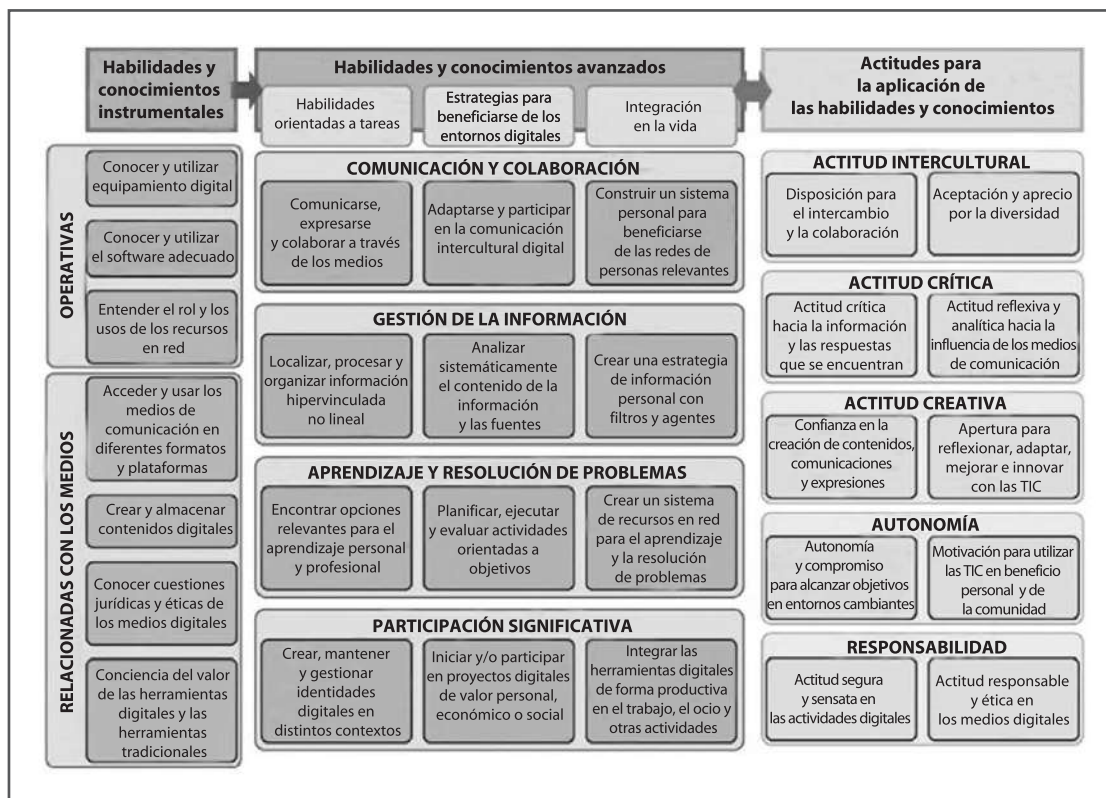 Habilidades y
conocimientos
instrumentales
Habilidades y conocimientos avanzados
Habilidades
orientadas a tareas
Estrategias para
beneficiarse de los
entornos digitales
Integración
en la vida
Actitudes para
la aplicación de
las habilidades y conocimientos
OPERATIVAS
Conocer y utilizar
equipamiento digital
Conocer y utilizar
el software adecuado
Entender el rol y los
usos de los recursos
en red
RELACIONADAS CON LOS MEDIOS
Acceder y usar los
medios de
comunicación en
diferentes formatos
y plataformas
Crear y almacenar
contenidos digitales
Conocer cuestiones
jurídicas y éticas de
los medios digitales
Conciencia del valor
de las herramientas
digitales y las
herramientas
tradicionales
COMUNICACIÓN Y COLABORACIÓN
Comunicarse,
expresarse
y colaborar a través
de los medios
Adaptarse y participar
en la comunicación
intercultural digital
Construir un sistema
personal para
beneficiarse
de las redes de
personas relevantes
GESTIÓN DE LA INFORMACIÓN
Localizar, procesar y
organizar información
hipervinculada
no lineal
Analizar
sistemáticamente
el contenido de la
información
y las fuentes
Crear una estrategia
de información
personal con
filtros y agentes
APRENDIZAJE Y RESOLUCIÓN DE PROBLEMAS
Encontrar opciones
relevantes para el
aprendizaje personal
y profesional
Planificar, ejecutar
y evaluar actividades
orientadas a
objetivos
Crear un sistema
de recursos en red
para el aprendizaje
y la resolución
de problemas
PARTICIPACIÓN SIGNIFICATIVA
Crear, mantener
y gestionar
identidades
digitales en
distintos contextos
Iniciar y/o participar
en proyectos digitales
de valor personal,
económico o social
Integrar las
herramientas digitales
de forma productiva
en el trabajo, el ocio y
otras actividades
ACTITUD INTERCULTURAL
Disposición para
el intercambio
y la colaboración
Aceptación y aprecio
por la diversidad
ACTITUD CRÍTICA
Actitud crítica
hacia la información
y las respuestas
que se encuentran
Actitud reflexiva y
analítica hacia la
influencia de los medios
de comunicación
ACTITUD CREATIVA
Confianza en la
creación de contenidos,
comunicaciones
y expresiones
Apertura para
reflexionar, adaptar,
mejorar e innovar
con las TIC
AUTONOMÍA
Autonomía
y compromiso
para alcanzar objetivos
en entornos cambiantes
Motivación para utilizar
las TIC en beneficio
personal y de
la comunidad
RESPONSABILIDAD
Actitud segura
y sensata en
las actividades digitales
Actitud responsable
y ética en
los medios digitales